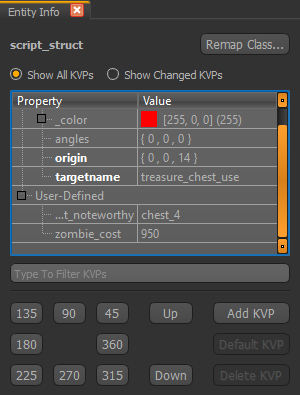 Entity Info
script_struct
Remap Class...
Show All KVPs Show Changed KVPs
Property Value
_color [255, 0, 0] (255)
angles { 0 , 0 , 0 }
origin { 0 , 0 , 14 }
targetname treasure_chest_use
User-Defined
...t_noteworthy chest_4
zombie_cost 950
Type To Filter KVPs
135 90 45 Up Add KVP
180 360 Default KVP
225 270 315 Down Delete KVP